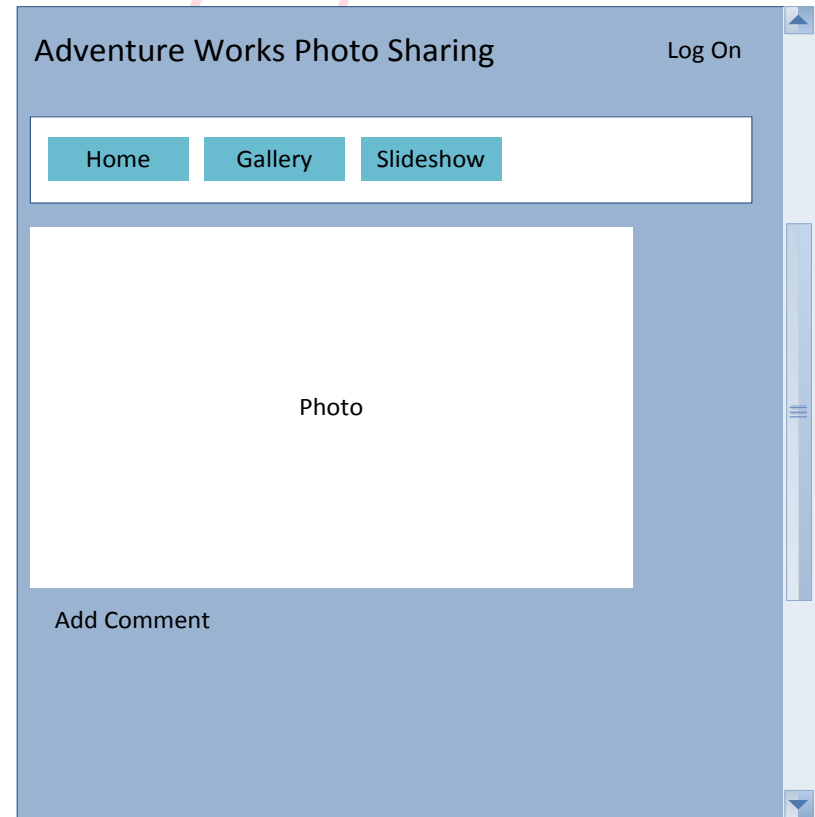 Adventure Works Photo Sharing
Log On
Home
Gallery
Slideshow
Photo
Add Comment